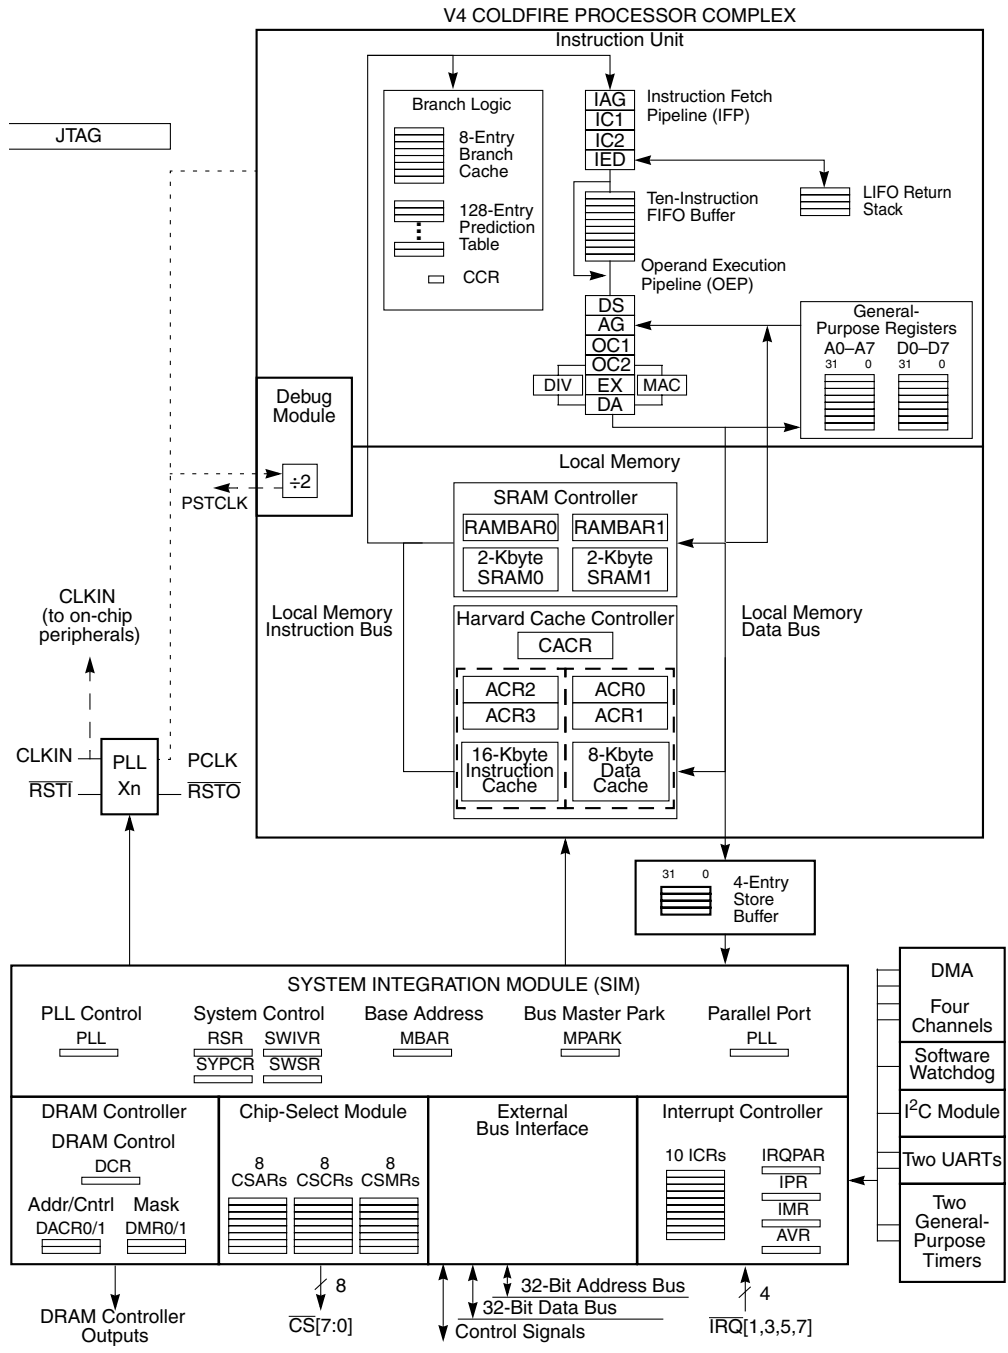 V4 COLDFIRE PROCESSOR COMPLEX
Instruction Unit
Branch Logic
8-Entry
Branch
Cache
128-Entry
Prediction
Table
CCR
IAG
IC1
IC2
IED
Instruction Fetch
Pipeline (IFP)
JTAG
Ten-Instruction
FIFO Buffer
LIFO Return
Stack
Operand Execution
Pipeline (OEP)
DS
AG
OC1
OC2
EX
DA
DIV
MAC
General-
Purpose Registers
A0–A7 D0–D7
31 0 31 0
Debug
Module
÷2
PSTCLK
Local Memory
SRAM Controller
RAMBAR0 RAMBAR1
2-Kbyte
SRAM0
2-Kbyte
SRAM1
CLKIN
(to on-chip
peripherals)
Local Memory
Instruction Bus
Local Memory
Data Bus
Harvard Cache Controller
CACR
ACR2 ACR0
ACR3 ACR1
16-Kbyte
Instruction
Cache
8-Kbyte
Data
Cache
CLKIN
RSTI
PLL
Xn
PCLK
RSTO
31 0
4-Entry
Store
Buffer
SYSTEM INTEGRATION MODULE (SIM)
PLL Control
PLL
System Control
RSR SWIVR
SYPCR SWSR
Base Address
MBAR
Bus Master Park
MPARK
Parallel Port
PLL
DMA
Four
Channels
Software
Watchdog
I²C Module
Two UARTs
Two
General-
Purpose
Timers
DRAM Controller
DRAM Control
DCR
Addr/Cntrl Mask
DACR0/1 DMR0/1
Chip-Select Module
8
CSARs
8
CSCRs
8
CSMRs
External
Bus Interface
Interrupt Controller
10 ICRs
IRQPAR
IPR
IMR
AVR
DRAM Controller
Outputs
8
CS[7:0]
32-Bit Address Bus
32-Bit Data Bus
Control Signals
4
IRQ[1,3,5,7]